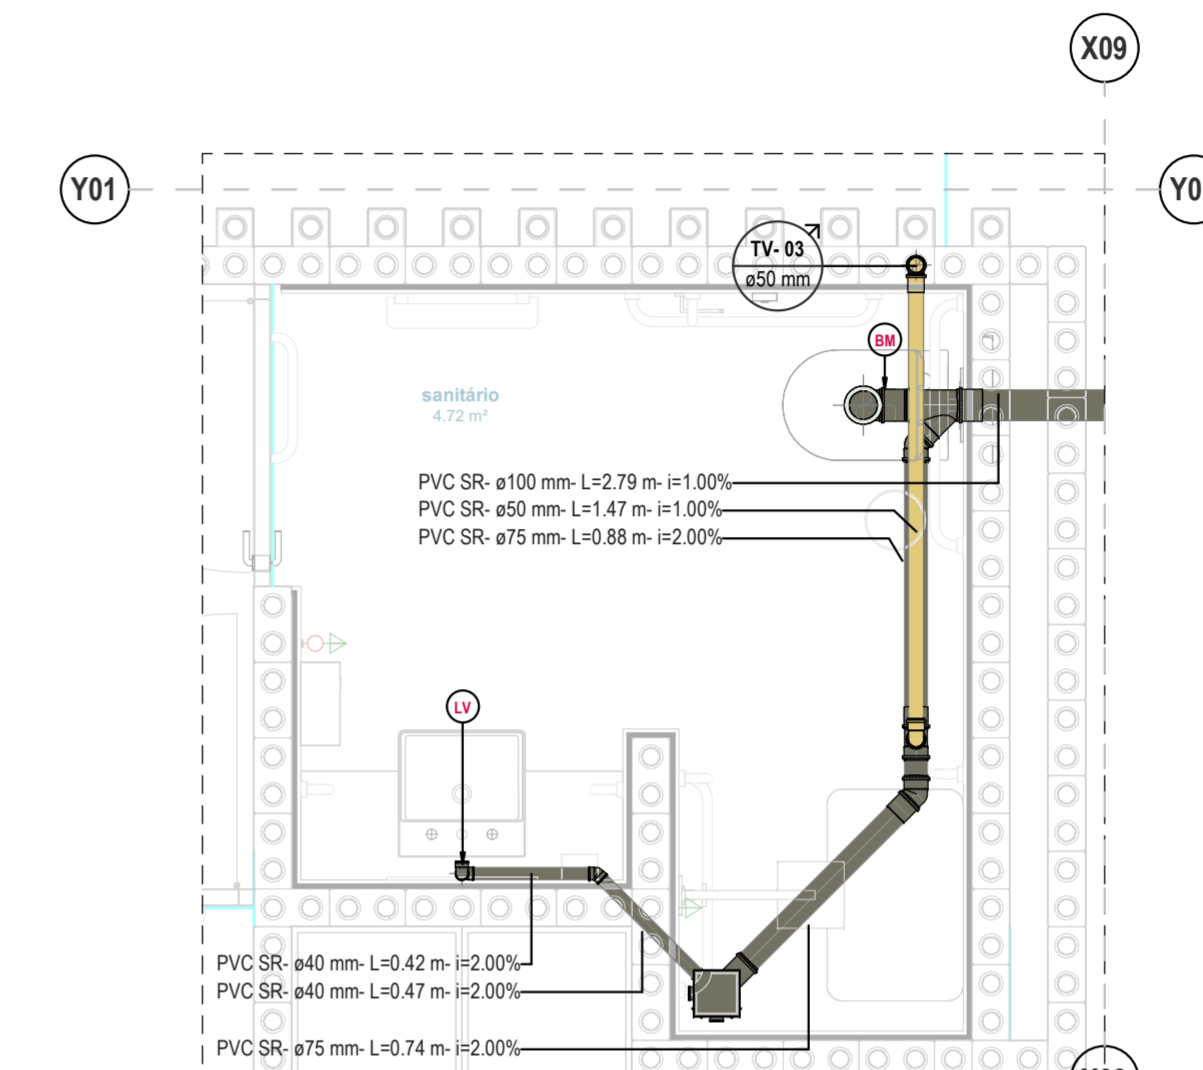 X09
Y01
Y0
TV- 03
ø50 mm
BM
sanitário
4.72 m²
PVC SR- ø100 mm- L=2.79 m- i=1.00%
PVC SR- ø50 mm- L=1.47 m- i=1.00%
PVC SR- ø75 mm- L=0.88 m- i=2.00%
LV
PVC SR- ø40 mm- L=0.42 m- i=2.00%
PVC SR- ø40 mm- L=0.47 m- i=2.00%
PVC SR- ø75 mm- L=0.74 m- i=2.00%